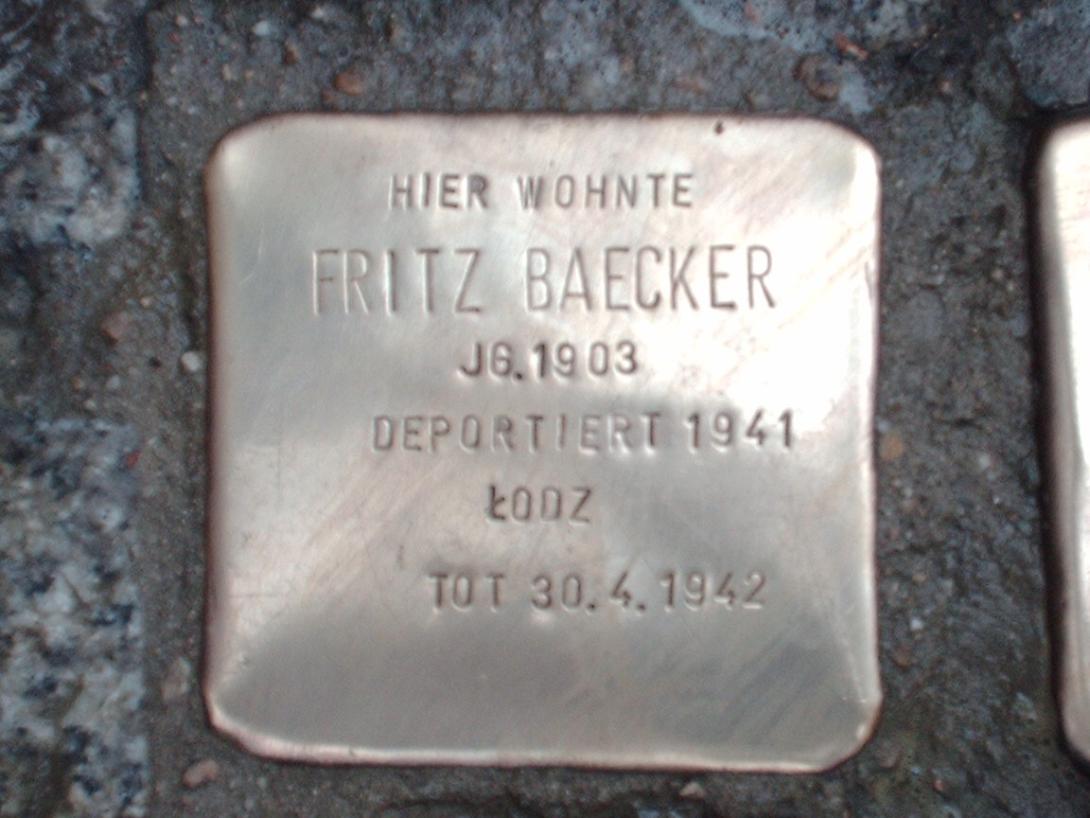 HIER WOHNTE
FRITZ BAECKER
JG.1903
DEPORTIERT 1941
ŁODZ
TOT 30.4.1942